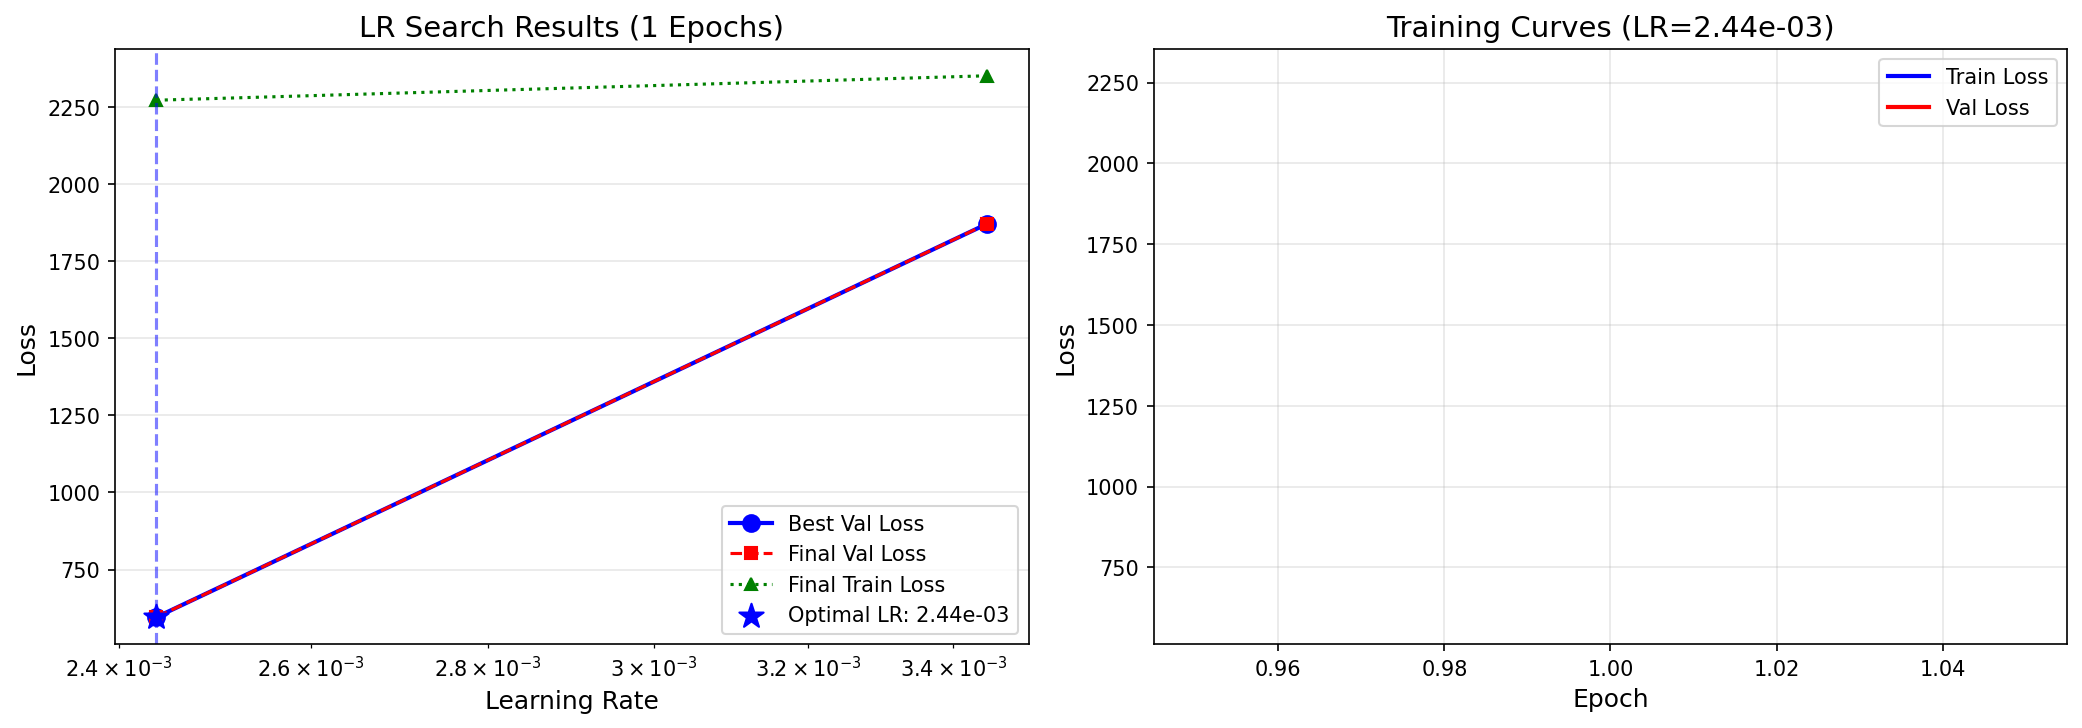 LR Search Results (1 Epochs)
Loss
2250
2000
1750
1500
1250
1000
750
Best Val Loss
Final Val Loss
Final Train Loss
Optimal LR: 2.44e-03
2.4 × 10⁻³
2.6 × 10⁻³
2.8 × 10⁻³
3 × 10⁻³
3.2 × 10⁻³
3.4 × 10⁻³
Learning Rate
Training Curves (LR=2.44e-03)
Loss
2250
2000
1750
1500
1250
1000
750
Train Loss
Val Loss
0.96
0.98
1.00
1.02
1.04
Epoch